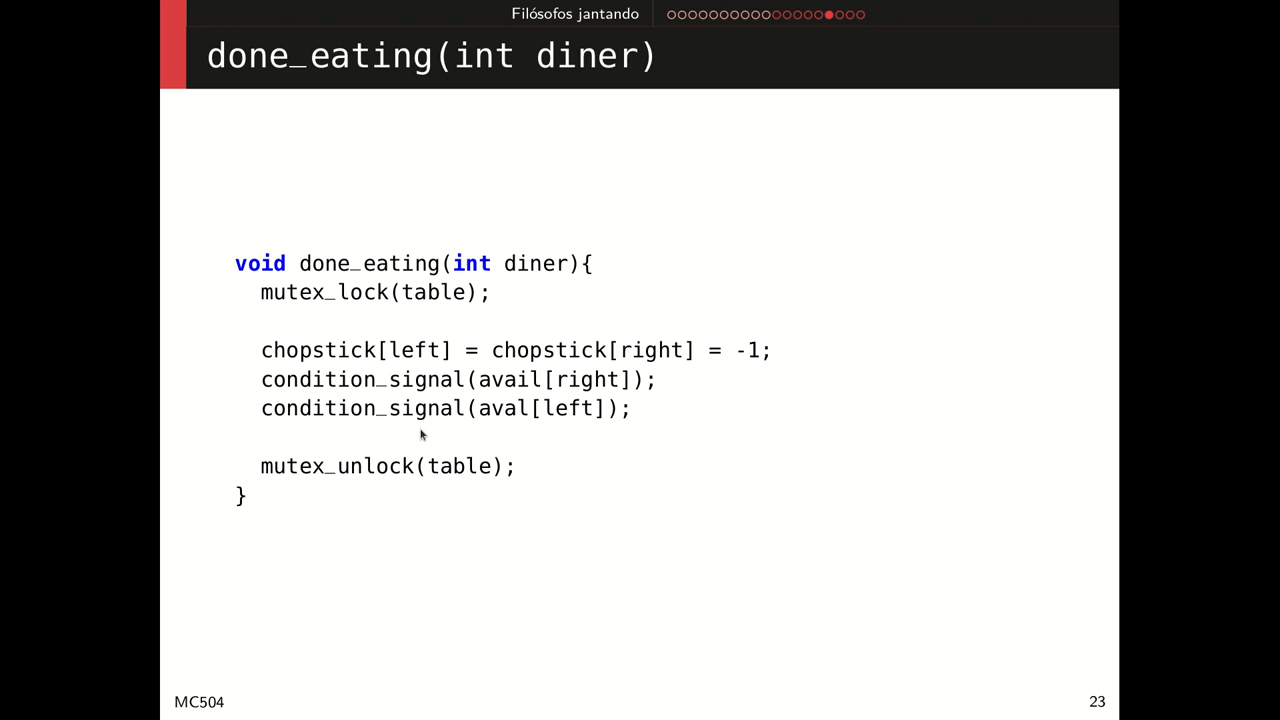 Filósofos jantando
done_eating(int diner)
void done_eating(int diner){
mutex_lock(table);
chopstick[left] = chopstick[right] = -1;
condition_signal(avail[right]);
condition_signal(aval[left]);
mutex_unlock(table);
}
MC504
23